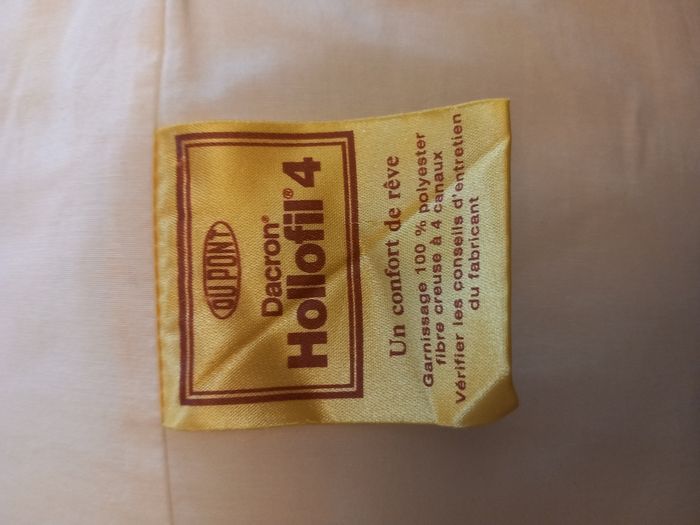 DU PONT
Dacron®
Hollofil® 4
Un confort de rêve
Garnissage 100 % polyester
fibre creuse à 4 canaux
Vérifier les conseils d'entretien
du fabricant